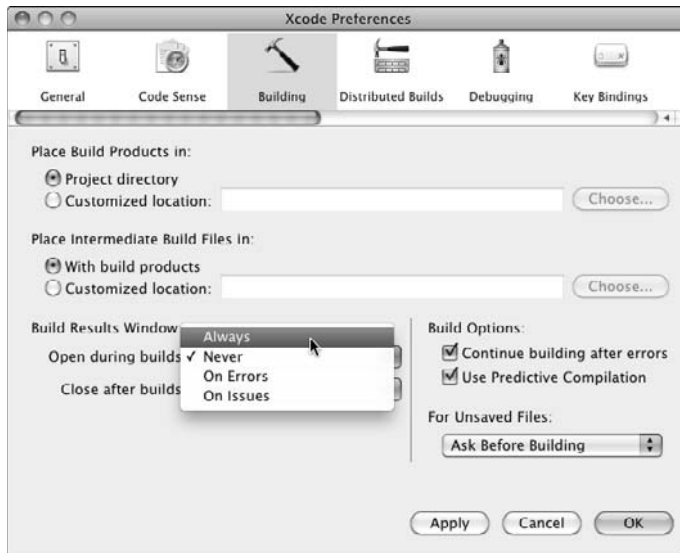 Xcode Preferences
General Code Sense Building Distributed Builds Debugging Key Bindings
Place Build Products in:
Project directory
Customized location: Choose...
Place Intermediate Build Files in:
With build products
Customized location: Choose...
Build Results Window
Open during builds
Close after builds
Always
✓ Never
On Errors
On Issues
Build Options:
Continue building after errors
Use Predictive Compilation
For Unsaved Files:
Ask Before Building
Apply Cancel OK